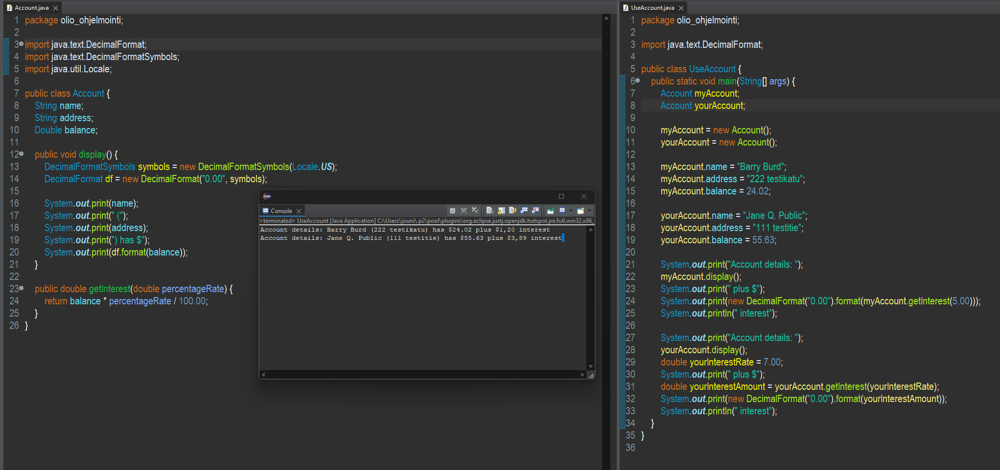 Account.java
1 package olio_ohjelmointi;
2
3 import java.text.DecimalFormat;
4 import java.text.DecimalFormatSymbols;
5 import java.util.Locale;
6
7 public class Account {
8 String name;
9 String address;
10 Double balance;
11
12 public void display() {
13 DecimalFormatSymbols symbols = new DecimalFormatSymbols(Locale.US);
14 DecimalFormat df = new DecimalFormat("0.00", symbols);
15
16 System.out.print(name);
17 System.out.print(" (");
18 System.out.print(address);
19 System.out.print(") has $");
20 System.out.print(df.format(balance));
21 }
22
23 public double getInterest(double percentageRate) {
24 return balance * percentageRate / 100.00;
25 }
26 }
Console
<terminated> UseAccount [Java Application] C:\Users\jouni\.p2\pool\plugins\org.eclipse.justj.openjdk.hotspot.jre.full.win32.x86_
Account details: Barry Burd (222 testikatu) has $24.02 plus $1,20 interest
Account details: Jane Q. Public (111 testitie) has $55.63 plus $3,89 interest
UseAccount.java
1 package olio_ohjelmointi;
2
3 import java.text.DecimalFormat;
4
5 public class UseAccount {
6 public static void main(String[] args) {
7 Account myAccount;
8 Account yourAccount;
9
10 myAccount = new Account();
11 yourAccount = new Account();
12
13 myAccount.name = "Barry Burd";
14 myAccount.address = "222 testikatu";
15 myAccount.balance = 24.02;
16
17 yourAccount.name = "Jane Q. Public";
18 yourAccount.address = "111 testitie";
19 yourAccount.balance = 55.63;
20
21 System.out.print("Account details: ");
22 myAccount.display();
23 System.out.print(" plus $");
24 System.out.print(new DecimalFormat("0.00").format(myAccount.getInterest(5.00)));
25 System.out.println(" interest");
26
27 System.out.print("Account details: ");
28 yourAccount.display();
29 double yourInterestRate = 7.00;
30 System.out.print(" plus $");
31 double yourInterestAmount = yourAccount.getInterest(yourInterestRate);
32 System.out.print(new DecimalFormat("0.00").format(yourInterestAmount));
33 System.out.println(" interest");
34 }
35 }
36